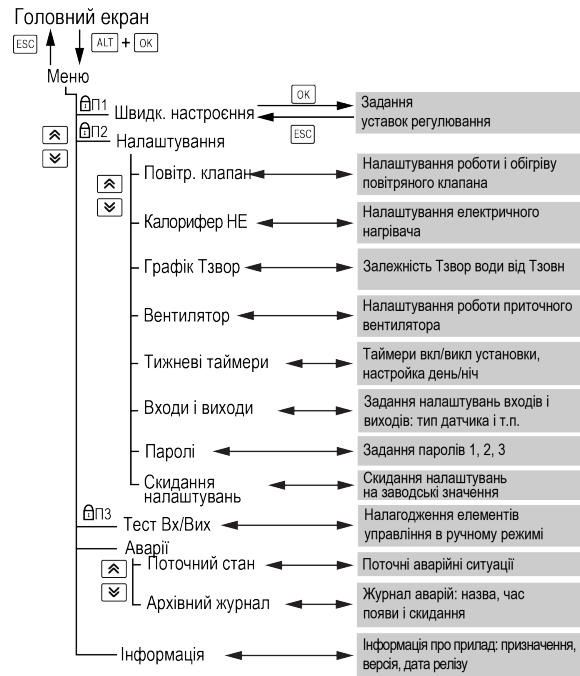 Головний екран
ESC ALT + OK
Меню
П1 Швидк. настроєння OK ESC Задання
уставок регулювання
П2 Налаштування
Повітр. клапан Налаштування роботи і обігріву
повітряного клапана
Калорифер НЕ Налаштування електричного
нагрівача
Графік Тзвор Залежність Тзвор води від Тзовн
Вентилятор Налаштування роботи приточного
вентилятора
Тижневі таймери Таймери вкл/викл установки,
настройка день/ніч
Входи і виходи Задання налаштувань входів і
виходів: тип датчика і т.п.
Паролі Задання паролів 1, 2, 3
Скидання
налаштувань
Скидання налаштувань
на заводські значення
П3 Тест Вх/Вих Налагодження елементів
управління в ручному режимі
Аварії
Поточний стан Поточні аварійні ситуації
Архівний журнал Журнал аварій: назва, час
появи і скидання
Інформація Інформація про прилад: призначення,
версія, дата релізу